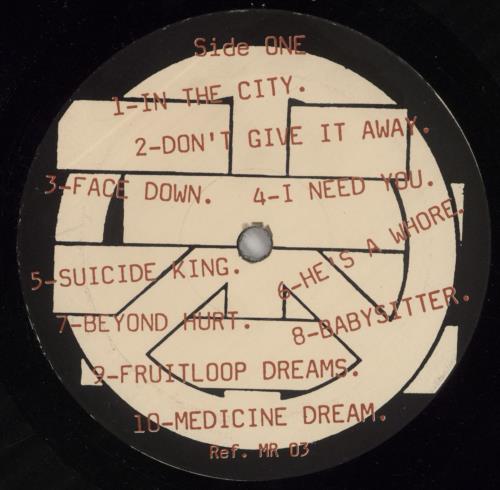 Side ONE
1-IN THE CITY.
2-DON'T GIVE IT AWAY.
3-FACE DOWN.
4-I NEED YOU.
5-SUICIDE KING.
6-HE'S A WHORE.
7-BEYOND HURT.
8-BABYSITTER.
9-FRUITLOOP DREAMS.
10-MEDICINE DREAM.
Ref. MR 03